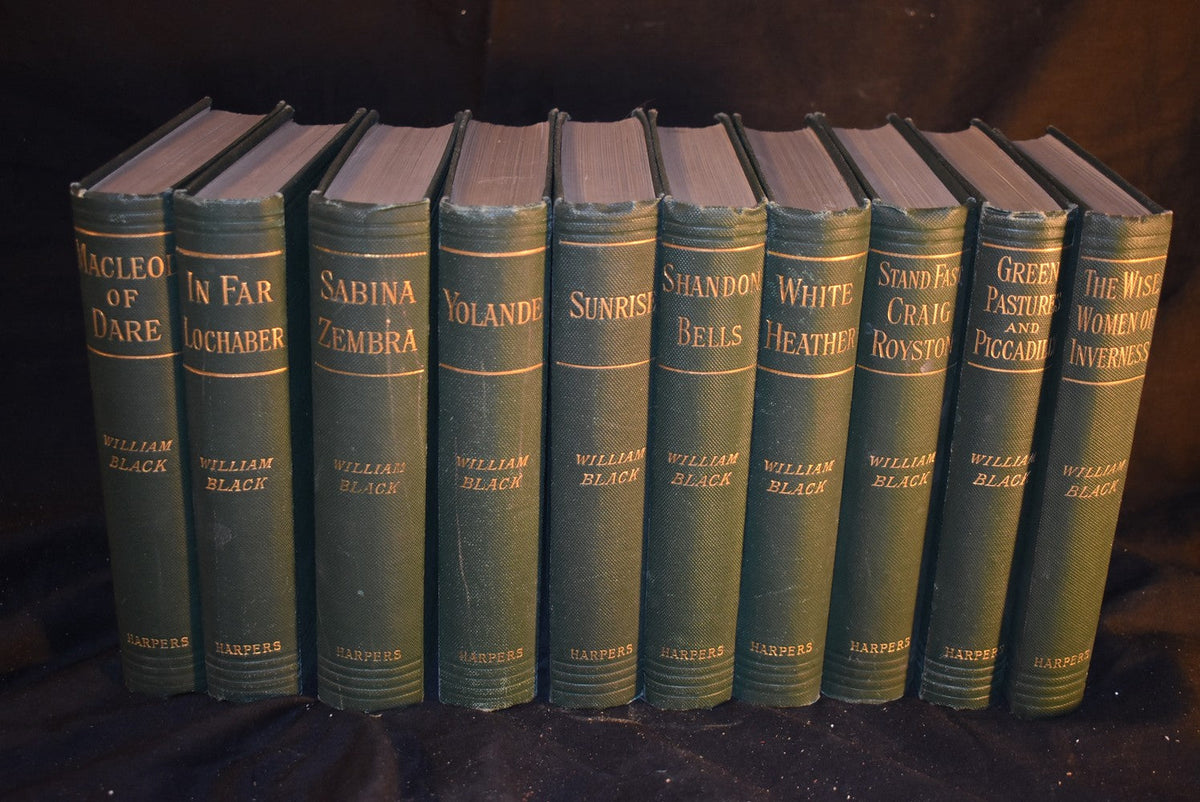 MACLEOD
OF
DARE
WILLIAM
BLACK
HARPERS
IN FAR
LOCHABER
WILLIAM
BLACK
HARPERS
SABINA
ZEMBRA
WILLIAM
BLACK
HARPERS
YOLANDE
WILLIAM
BLACK
HARPERS
SUNRISE
WILLIAM
BLACK
HARPERS
SHANDON
BELLS
WILLIAM
BLACK
HARPERS
WHITE
HEATHER
WILLIAM
BLACK
HARPERS
STAND FAST
CRAIG
ROYSTON
WILLIAM
BLACK
HARPERS
GREEN
PASTURES
AND
PICCADILLY
WILLIAM
BLACK
HARPERS
THE WISE
WOMEN OF
INVERNESS
WILLIAM
BLACK
HARPERS